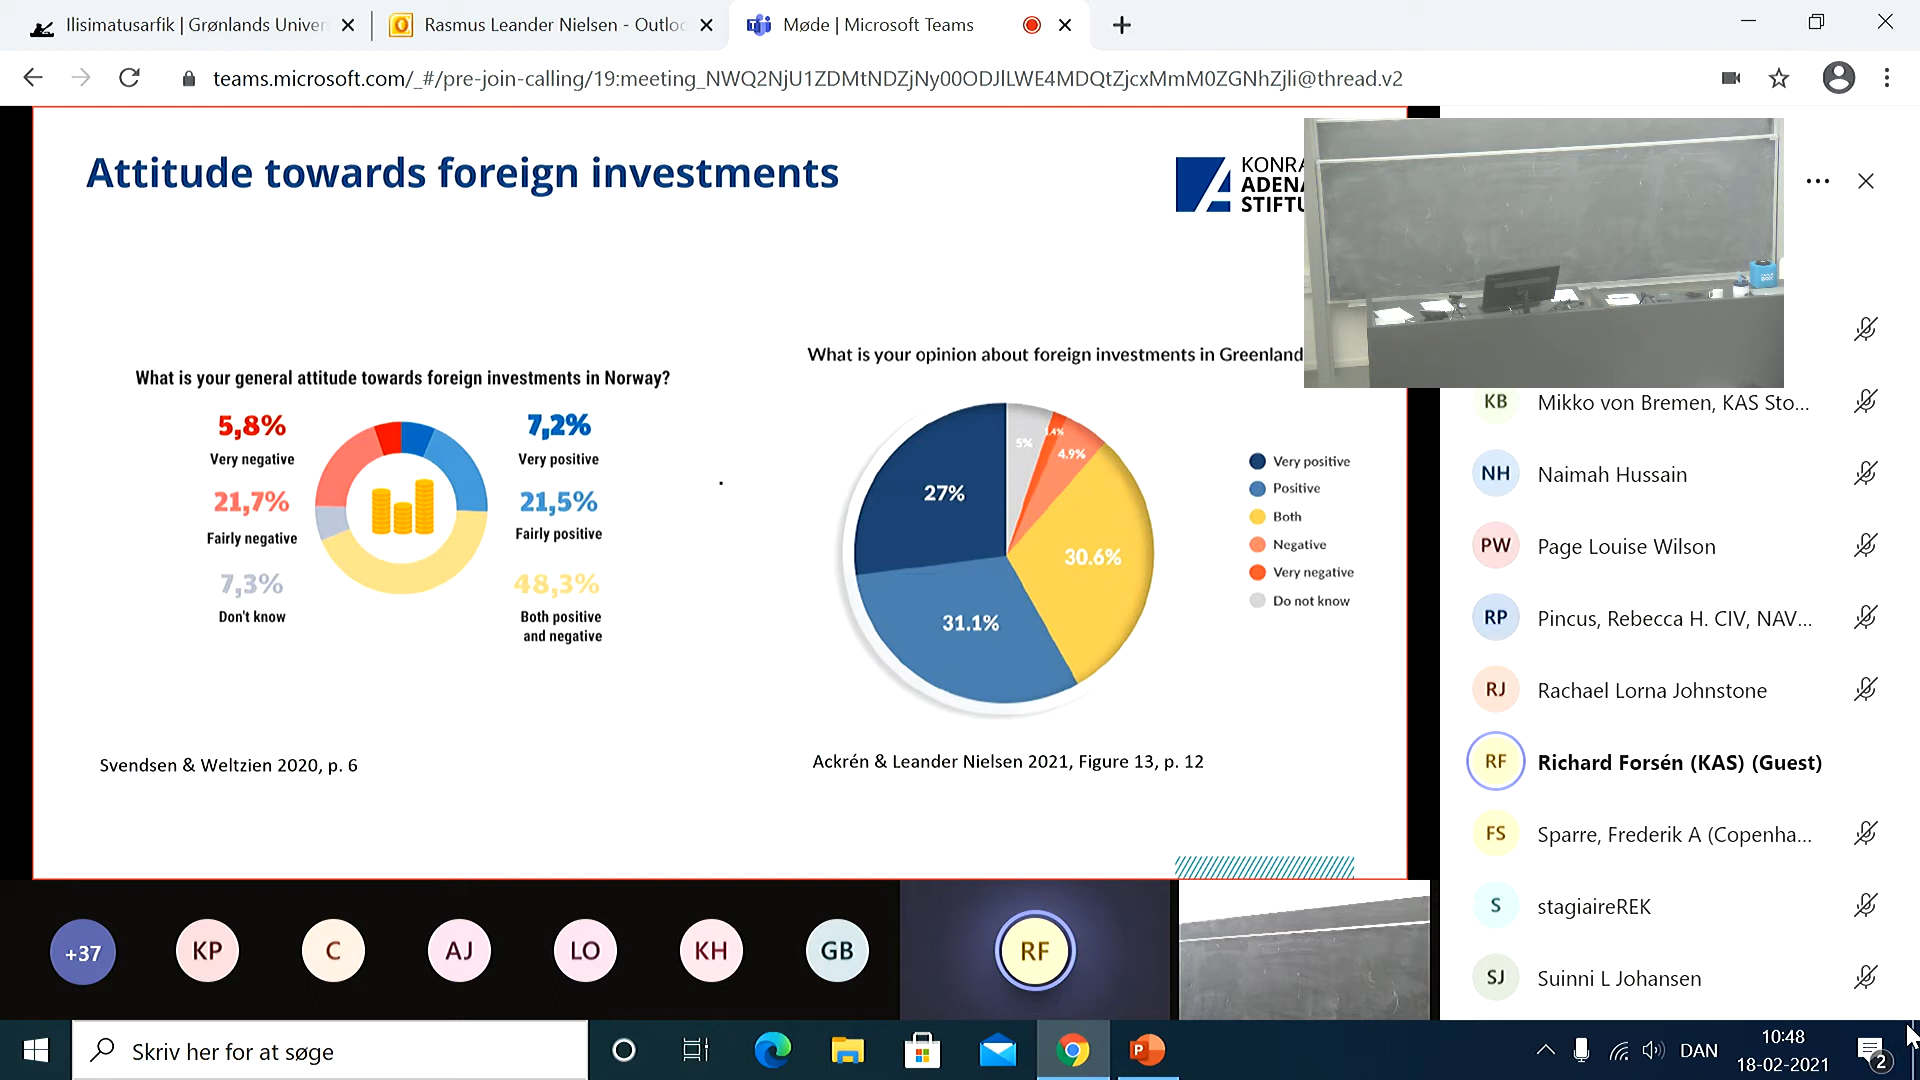 Ilisimatusarfik | Grønlands Univer
Rasmus Leander Nielsen - Outloo
Møde | Microsoft Teams
teams.microsoft.com/_#/pre-join-calling/19:meeting_NWQ2NjU1ZDMtNDZjNy00ODJlLWE4MDQtZjcxMmM0ZGNhZjli@thread.v2
Attitude towards foreign investments
KONRA
ADENA
STIFTU
What is your general attitude towards foreign investments in Norway?
5,8%
Very negative
7,2%
Very positive
21,7%
Fairly negative
21,5%
Fairly positive
7,3%
Don't know
48,3%
Both positive
and negative
Svendsen & Weltzien 2020, p. 6
What is your opinion about foreign investments in Greenland
5%
1.4%
4.9%
27%
30.6%
31.1%
Very positive
Positive
Both
Negative
Very negative
Do not know
Ackrén & Leander Nielsen 2021, Figure 13, p. 12
KB Mikko von Bremen, KAS Sto...
NH Naimah Hussain
PW Page Louise Wilson
RP Pincus, Rebecca H. CIV, NAV...
RJ Rachael Lorna Johnstone
RF Richard Forsén (KAS) (Guest)
FS Sparre, Frederik A (Copenha...
S stagiaireREK
SJ Suinni L Johansen
+37 KP C AJ LO KH GB RF
Skriv her for at søge
DAN
10:48
18-02-2021
2